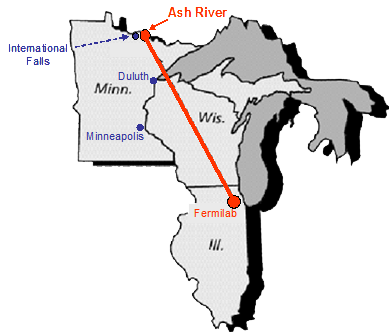 Ash River
International
Falls
Duluth
Minn.
Wis.
Minneapolis
Fermilab
Ill.